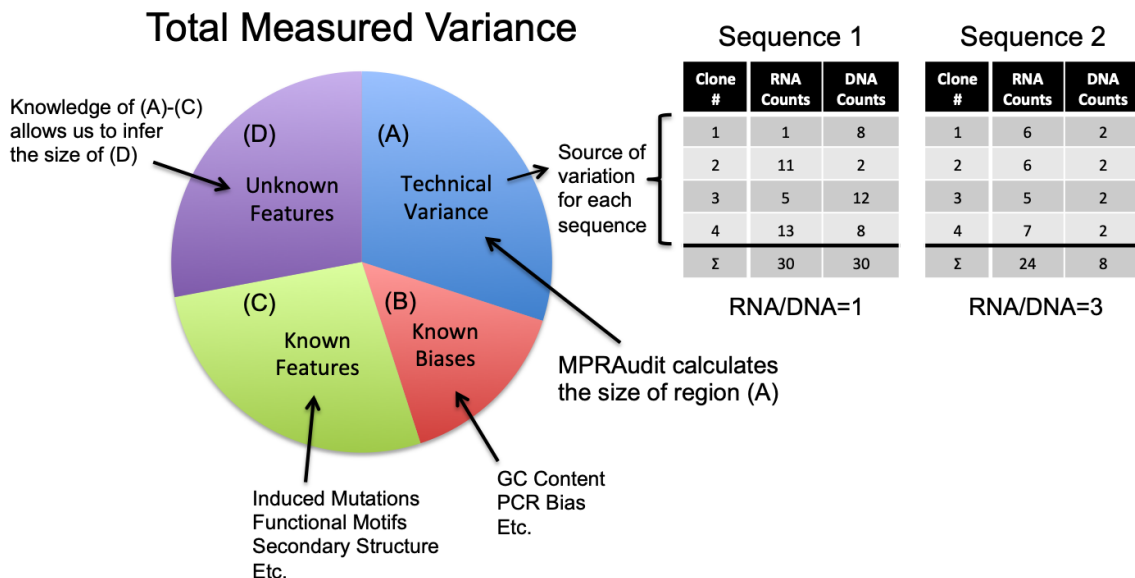 Total Measured Variance
Knowledge of (A)-(C)
allows us to infer
the size of (D)
(D)
Unknown
Features
(A)
Technical
Variance
(C)
Known
Features
(B)
Known
Biases
Source of
variation
for each
sequence
MPRAudit calculates
the size of region (A)
GC Content
PCR Bias
Etc.
Induced Mutations
Functional Motifs
Secondary Structure
Etc.
Sequence 1
Clone # RNA Counts DNA Counts
1 1 8
2 11 2
3 5 12
4 13 8
Σ 30 30
RNA/DNA=1
Sequence 2
Clone # RNA Counts DNA Counts
1 6 2
2 6 2
3 5 2
4 7 2
Σ 24 8
RNA/DNA=3